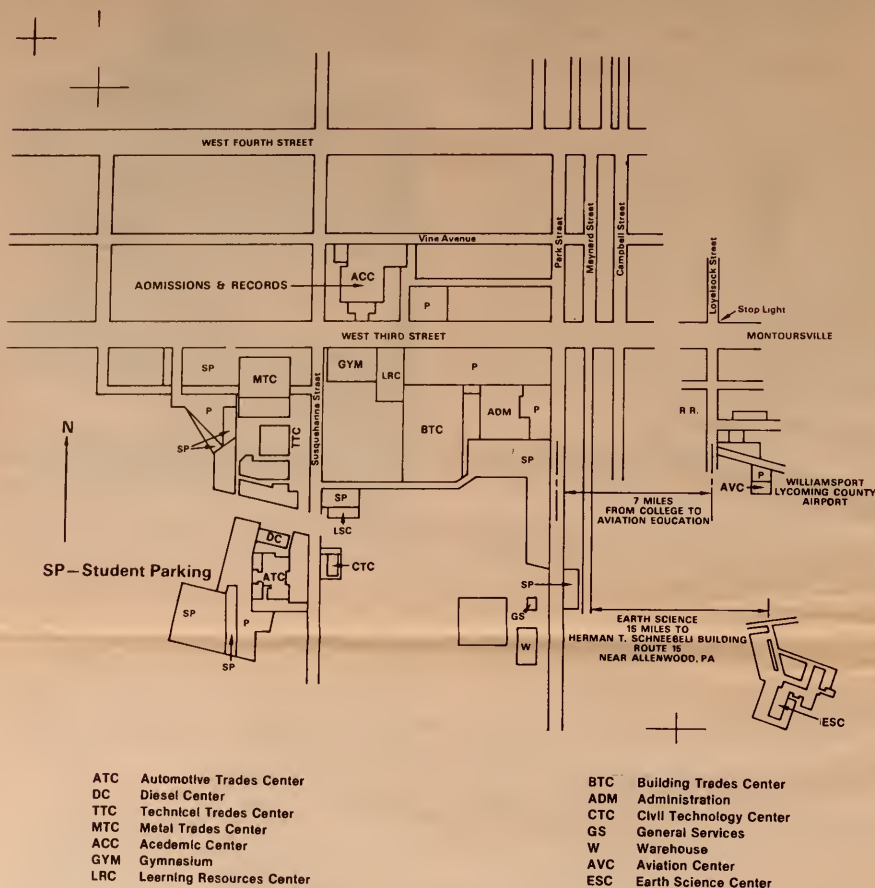 WEST FOURTH STREET
Vine Avenue
Park Street
Maynard Street
Campbell Street
Loyalsock Street
ADMISSIONS & RECORDS
ACC
P
Stop Light
WEST THIRD STREET
MONTOURSVILLE
SP
MTC
Susquehanna Street
GYM
LRC
P
P
SP
TTC
BTC
ADM
P
R.R.
N
SP
SP
LSC
P
AVC
WILLIAMSPORT
LYCOMING COUNTY
AIRPORT
7 MILES
FROM COLLEGE TO
AVIATION EDUCATION
DC
SP—Student Parking
ATC
CTC
SP
SP
P
SP
GS
W
EARTH SCIENCE
15 MILES TO
HERMAN T. SCHNEEBELI BUILDING
ROUTE 15
NEAR ALLENWOOD, PA
ESC
ATC Automotive Trades Center
DC Diesel Center
TTC Technical Tredes Center
MTC Metal Trades Center
ACC Acedemic Center
GYM Gymnasium
LRC Leerning Resources Center
BTC Building Trades Center
ADM Administration
CTC Civil Technology Center
GS General Services
W Warehouse
AVC Aviation Center
ESC Earth Science Center